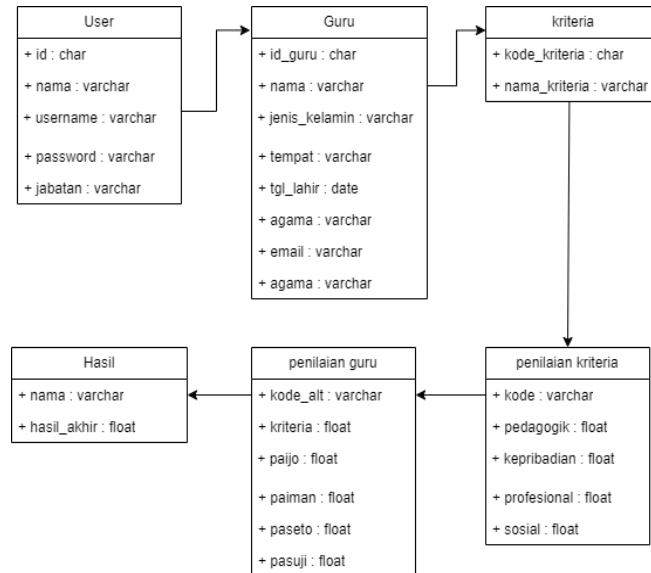 User
+ id : char
+ nama : varchar
+ username : varchar
+ password : varchar
+ jabatan : varchar
Guru
+ id_guru : char
+ nama : varchar
+ jenis_kelamin : varchar
+ tempat : varchar
+ tgl_lahir : date
+ agama : varchar
+ email : varchar
+ agama : varchar
kriteria
+ kode_kriteria : char
+ nama_kriteria : varchar
Hasil
+ nama : varchar
+ hasil_akhir : float
penilaian guru
+ kode_alt : varchar
+ kriteria : float
+ paijo : float
+ paiman : float
+ paseto : float
+ pasuji : float
penilaian kriteria
+ kode : varchar
+ pedagogik : float
+ kepribadian : float
+ profesional : float
+ sosial : float